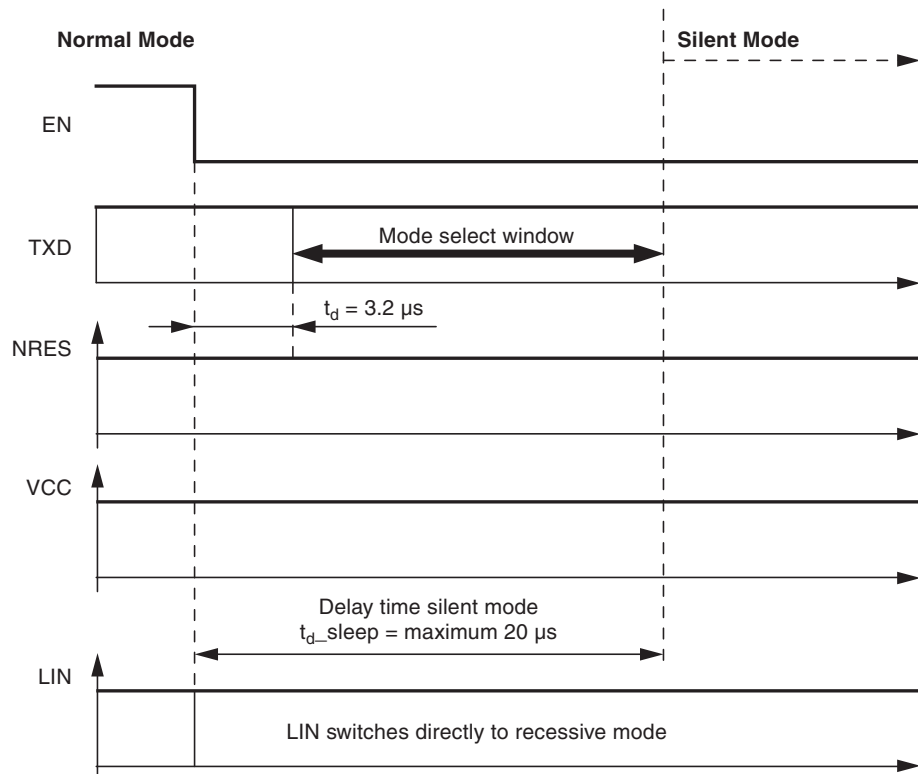 Normal Mode
Silent Mode
EN
TXD
Mode select window
t_d = 3.2 μs
NRES
VCC
Delay time silent mode
t_d_sleep = maximum 20 μs
LIN
LIN switches directly to recessive mode